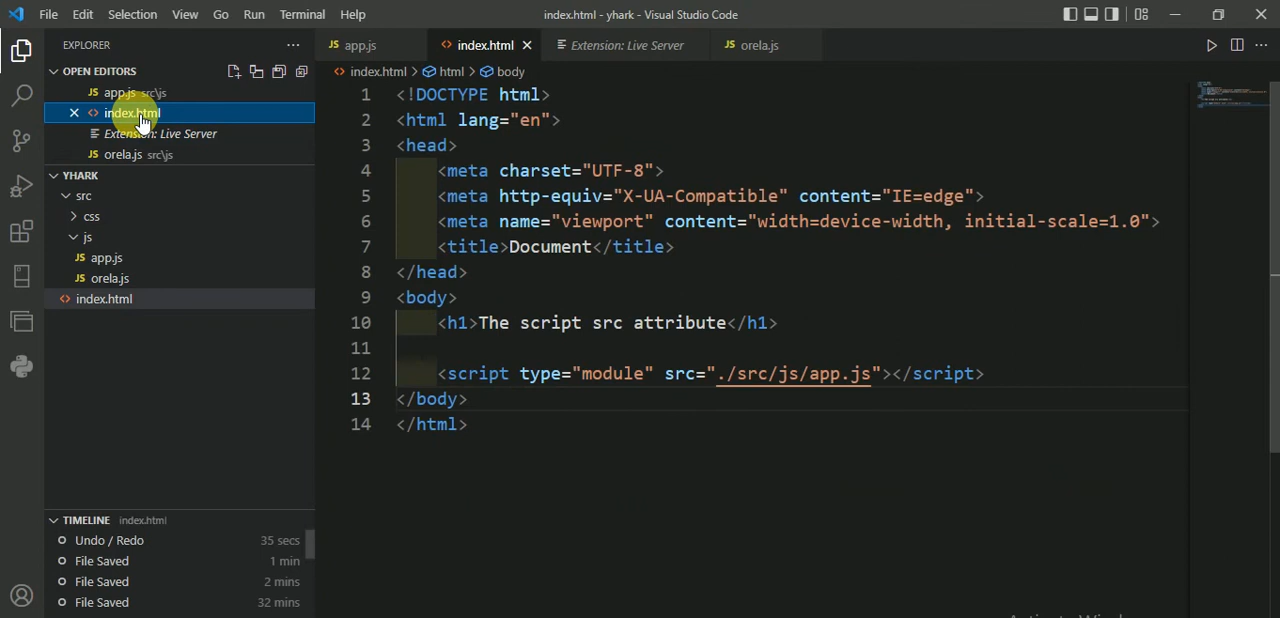 File Edit Selection View Go Run Terminal Help index.html - yhark - Visual Studio Code
EXPLORER
OPEN EDITORS
JS app.js src\js
index.html
Extension: Live Server
JS orela.js src\js
YHARK
src
css
js
JS app.js
JS orela.js
<> index.html
TIMELINE index.html
Undo / Redo 35 secs
File Saved 1 min
File Saved 2 mins
File Saved 32 mins
JS app.js <> index.html Extension: Live Server JS orela.js
<> index.html > html > body
1 <!DOCTYPE html>
2 <html lang="en">
3 <head>
4 <meta charset="UTF-8">
5 <meta http-equiv="X-UA-Compatible" content="IE=edge">
6 <meta name="viewport" content="width=device-width, initial-scale=1.0">
7 <title>Document</title>
8 </head>
9 <body>
10 <h1>The script src attribute</h1>
11
12 <script type="module" src="./src/js/app.js"></script>
13 </body>
14 </html>